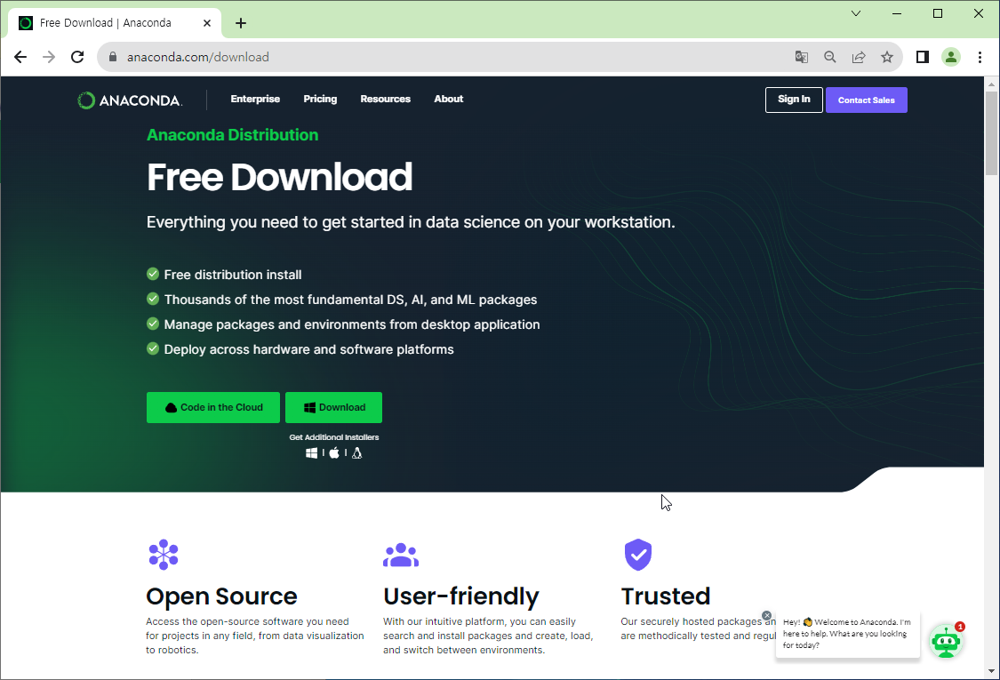 Free Download | Anaconda
anaconda.com/download
ANACONDA.
Enterprise
Pricing
Resources
About
Sign In
Contact Sales
Anaconda Distribution
Free Download
Everything you need to get started in data science on your workstation.
Free distribution install
Thousands of the most fundamental DS, AI, and ML packages
Manage packages and environments from desktop application
Deploy across hardware and software platforms
Code in the Cloud
Download
Get Additional Installers
Open Source
Access the open-source software you need
for projects in any field, from data visualization
to robotics.
User-friendly
With our intuitive platform, you can easily
search and install packages and create, load,
and switch between environments.
Trusted
Our securely hosted packages an
are methodically tested and regul
Hey! Welcome to Anaconda. I'm
here to help. What are you looking
for today?
1